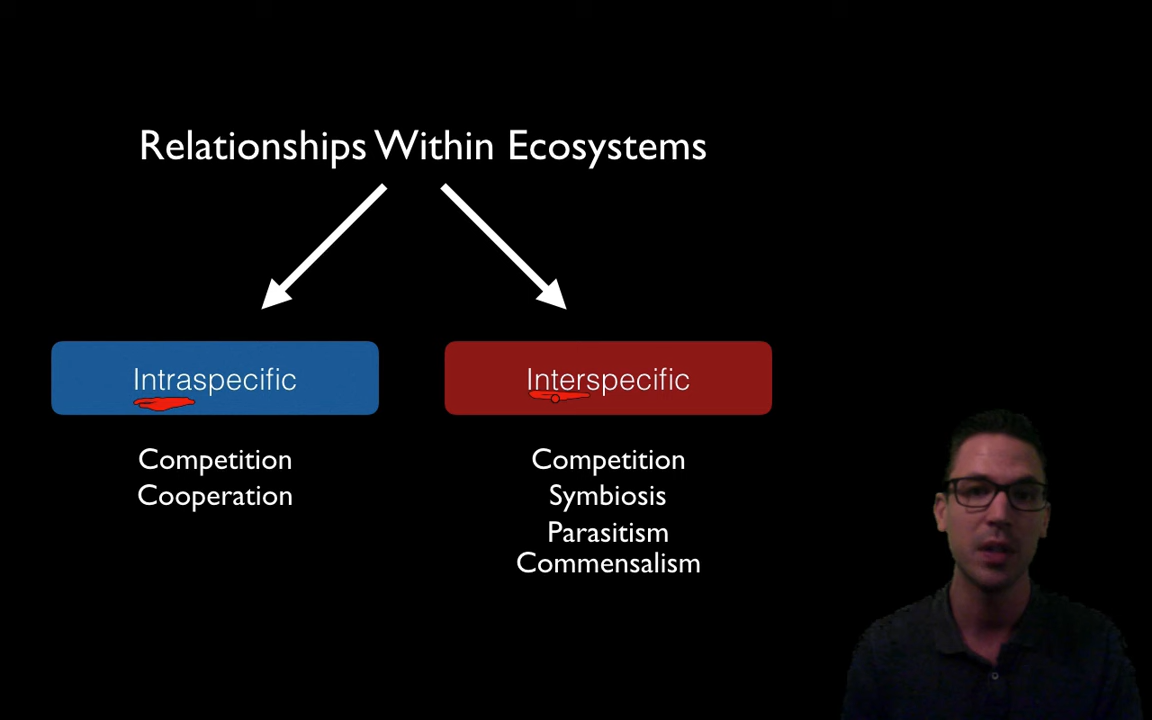 Relationships Within Ecosystems
Intraspecific
Interspecific
Competition
Cooperation
Competition
Symbiosis
Parasitism
Commensalism